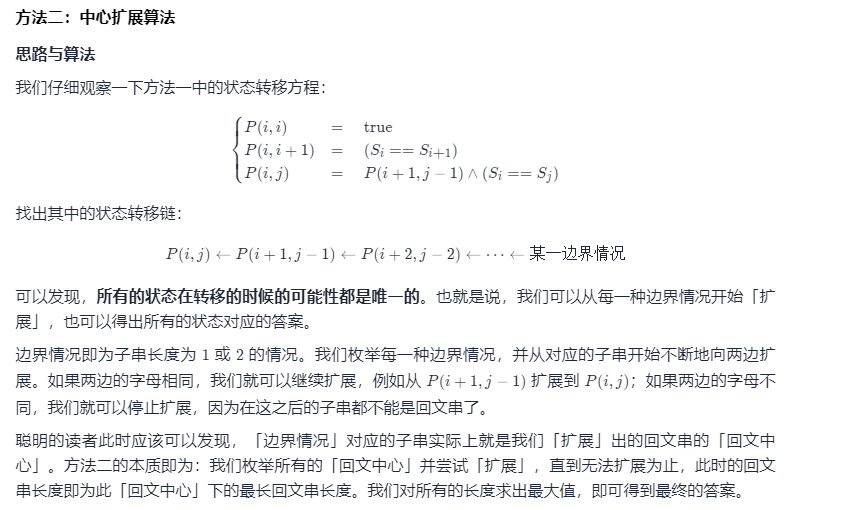 方法二：中心扩展算法
思路与算法
我们仔细观察一下方法一中的状态转移方程：
P(i, i) = true
P(i, i + 1) = (Sᵢ == Sᵢ₊₁)
P(i, j) = P(i + 1, j − 1) ∧ (Sᵢ == Sⱼ)
找出其中的状态转移链：
P(i, j) ← P(i + 1, j − 1) ← P(i + 2, j − 2) ← ⋯ ← 某一边界情况
可以发现，所有的状态在转移的时候的可能性都是唯一的。也就是说，我们可以从每一种边界情况开始「扩
展」，也可以得出所有的状态对应的答案。
边界情况即为子串长度为 1 或 2 的情况。我们枚举每一种边界情况，并从对应的子串开始不断地向两边扩
展。如果两边的字母相同，我们就可以继续扩展，例如从 P(i + 1, j − 1) 扩展到 P(i, j)；如果两边的字母不
同，我们就可以停止扩展，因为在这之后的子串都不能是回文串了。
聪明的读者此时应该可以发现，「边界情况」对应的子串实际上就是我们「扩展」出的回文串的「回文中
心」。方法二的本质即为：我们枚举所有的「回文中心」并尝试「扩展」，直到无法扩展为止，此时的回文
串长度即为此「回文中心」下的最长回文串长度。我们对所有的长度求出最大值，即可得到最终的答案。